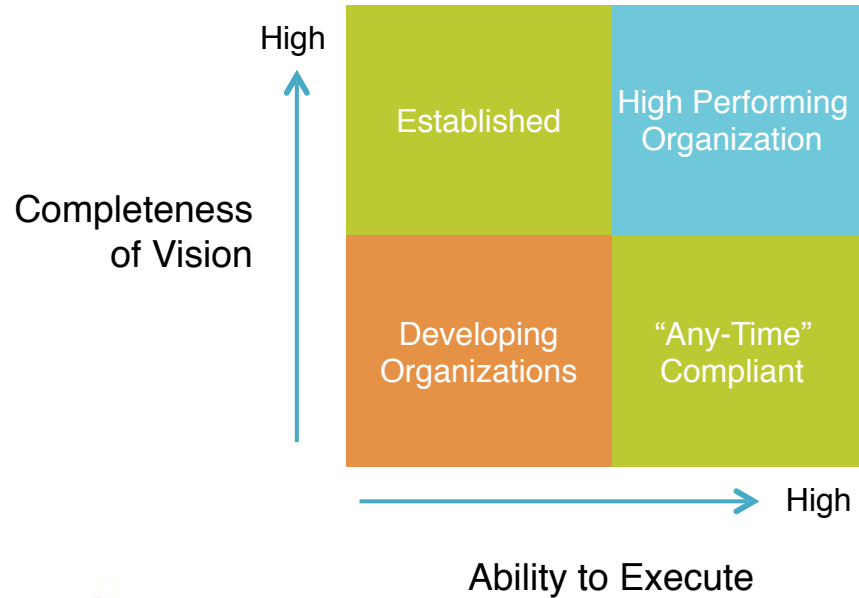 High
Established
High Performing
Organization
Completeness
of Vision
Developing
Organizations
“Any-Time”
Compliant
High
Ability to Execute